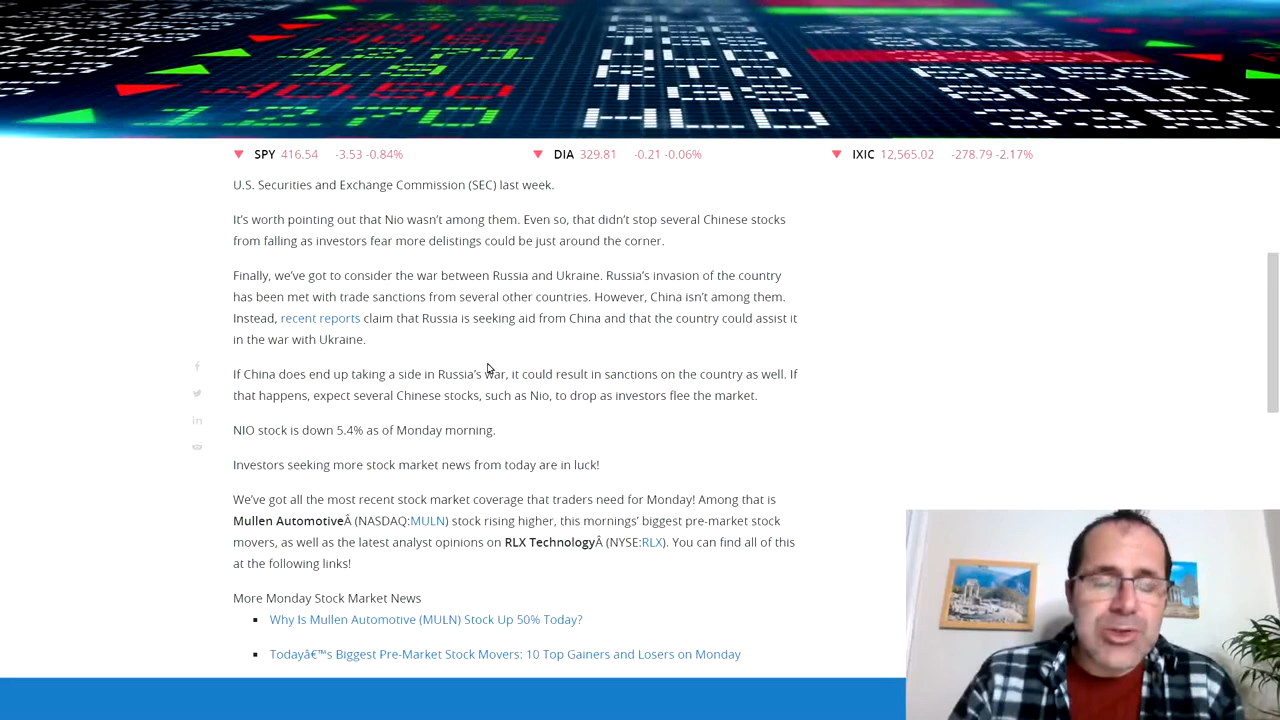 SPY 416.54 -3.53 -0.84% DIA 329.81 -0.21 -0.06% IXIC 12,565.02 -278.79 -2.17%
U.S. Securities and Exchange Commission (SEC) last week.
It's worth pointing out that Nio wasn't among them. Even so, that didn't stop several Chinese stocks
from falling as investors fear more delistings could be just around the corner.
Finally, we've got to consider the war between Russia and Ukraine. Russia's invasion of the country
has been met with trade sanctions from several other countries. However, China isn't among them.
Instead, recent reports claim that Russia is seeking aid from China and that the country could assist it
in the war with Ukraine.
If China does end up taking a side in Russia's war, it could result in sanctions on the country as well. If
that happens, expect several Chinese stocks, such as Nio, to drop as investors flee the market.
NIO stock is down 5.4% as of Monday morning.
Investors seeking more stock market news from today are in luck!
We've got all the most recent stock market coverage that traders need for Monday! Among that is
Mullen AutomotiveÂ (NASDAQ:MULN) stock rising higher, this mornings' biggest pre-market stock
movers, as well as the latest analyst opinions on RLX TechnologyÂ (NYSE:RLX). You can find all of this
at the following links!
More Monday Stock Market News
Why Is Mullen Automotive (MULN) Stock Up 50% Today?
Todayâ€™s Biggest Pre-Market Stock Movers: 10 Top Gainers and Losers on Monday